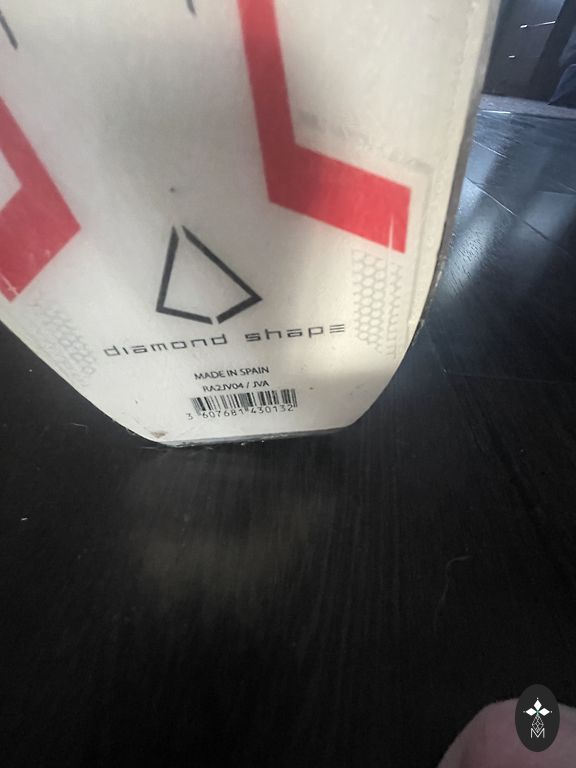 diamond shape
MADE IN SPAIN
RA2JV04 / JVA
3 607681 430132
M